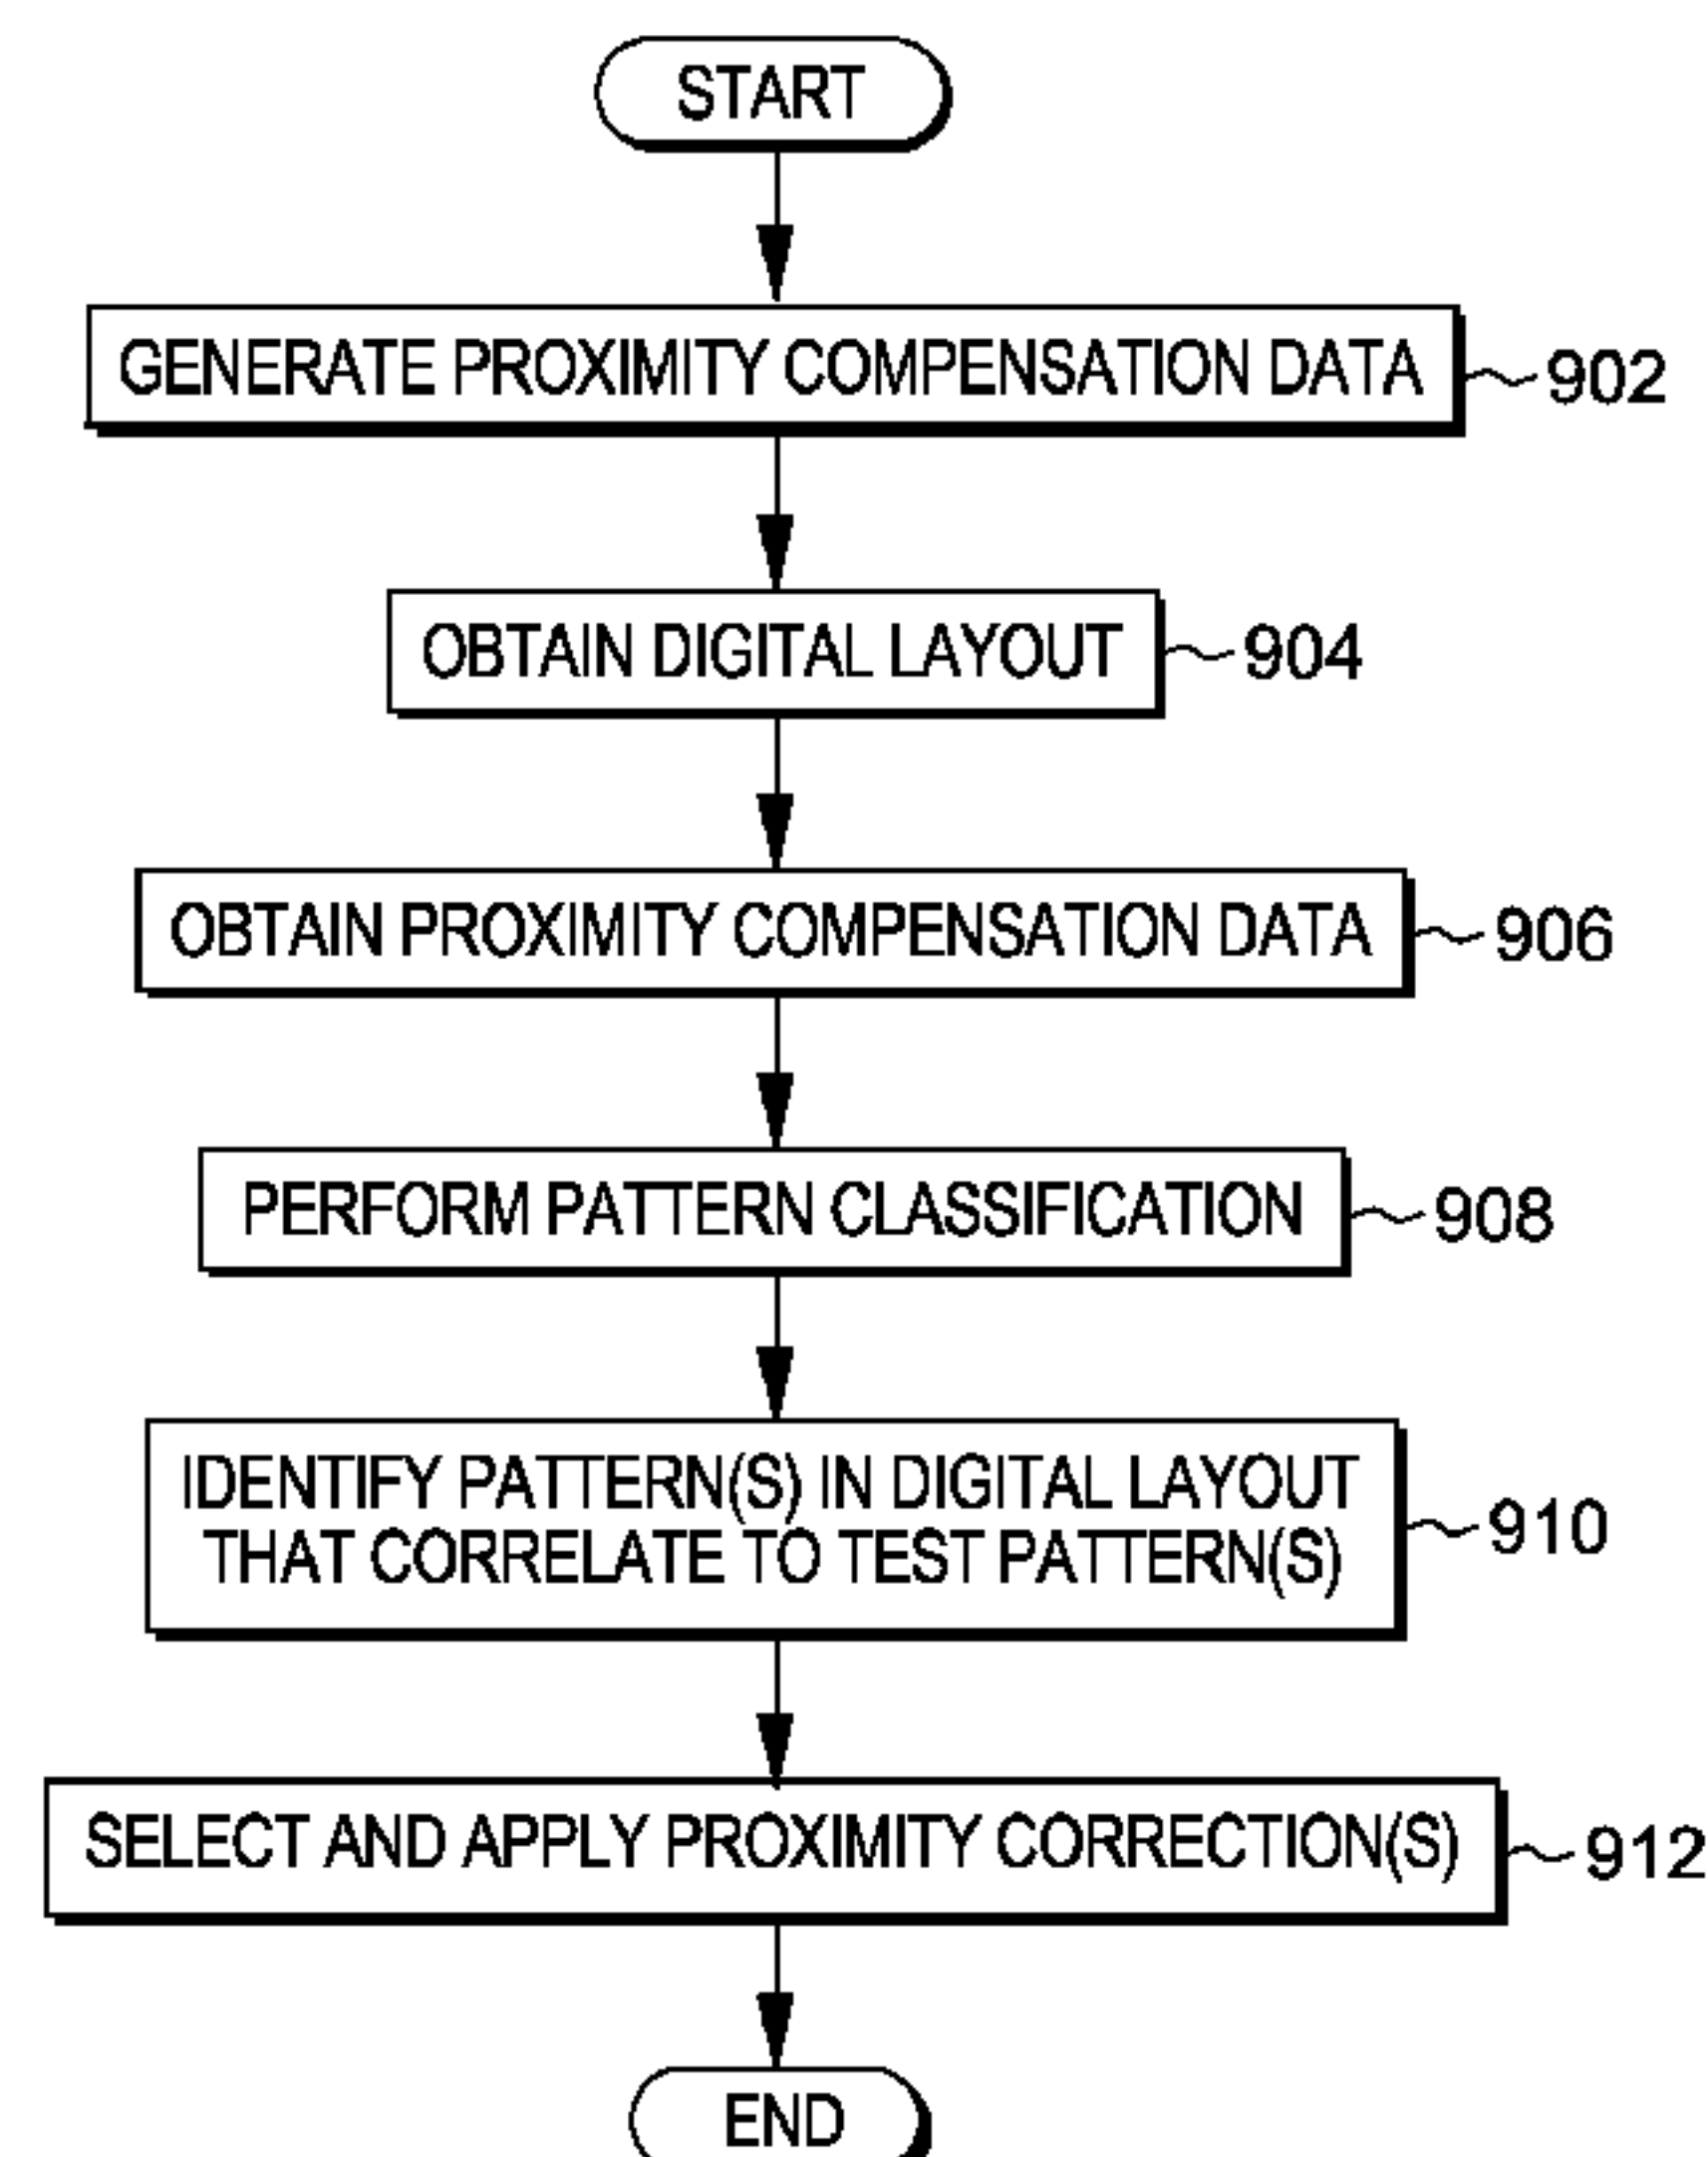 START
GENERATE PROXIMITY COMPENSATION DATA
902
OBTAIN DIGITAL LAYOUT
904
OBTAIN PROXIMITY COMPENSATION DATA
906
PERFORM PATTERN CLASSIFICATION
908
IDENTIFY PATTERN(S) IN DIGITAL LAYOUT
THAT CORRELATE TO TEST PATTERN(S)
910
SELECT AND APPLY PROXIMITY CORRECTION(S)
912
END